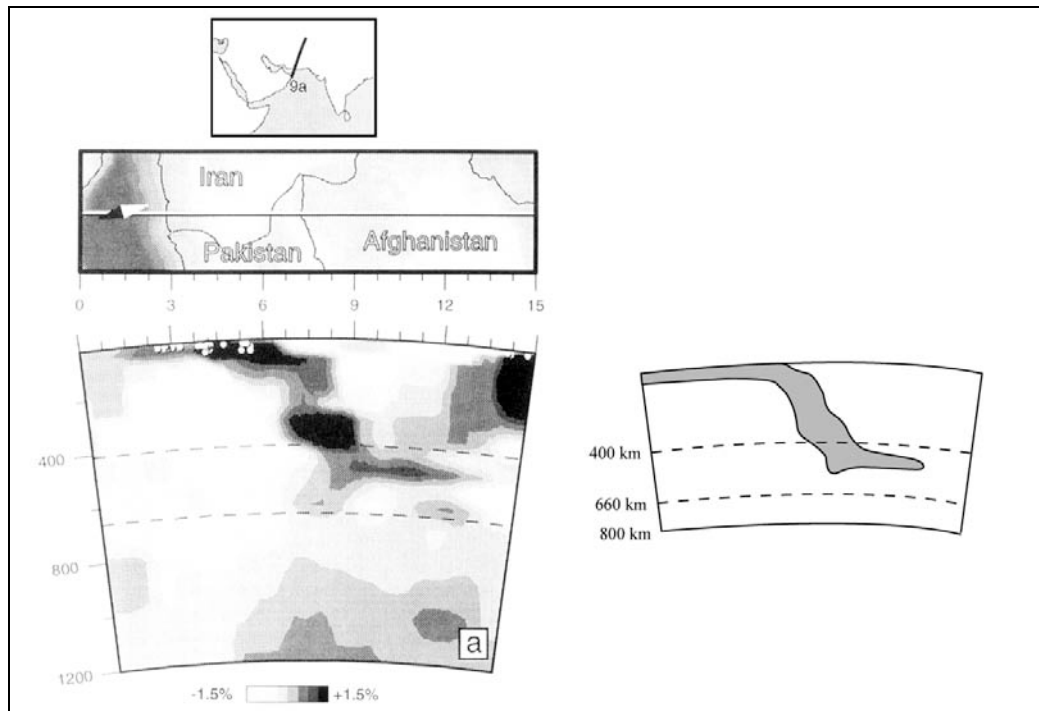 9a
Iran
Pakistan
Afghanistan
0 3 6 9 12 15
400
800
1200
a
-1.5% +1.5%
400 km
660 km
800 km